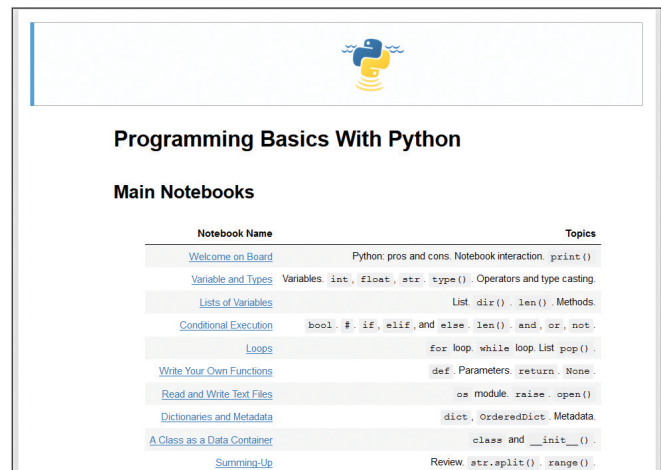 Programming Basics With Python
Main Notebooks
Notebook Name Topics
Welcome on Board Python: pros and cons. Notebook interaction. print()
Variable and Types Variables. int, float, str. type(). Operators and type casting.
Lists of Variables List. dir(). len(). Methods.
Conditional Execution bool. #. if, elif, and else. len(). and, or, not.
Loops for loop. while loop. List pop().
Write Your Own Functions def. Parameters. return. None.
Read and Write Text Files os module. raise. open()
Dictionaries and Metadata dict, OrderedDict. Metadata.
A Class as a Data Container class and __init__().
Summing-Up Review. str.split(). range().